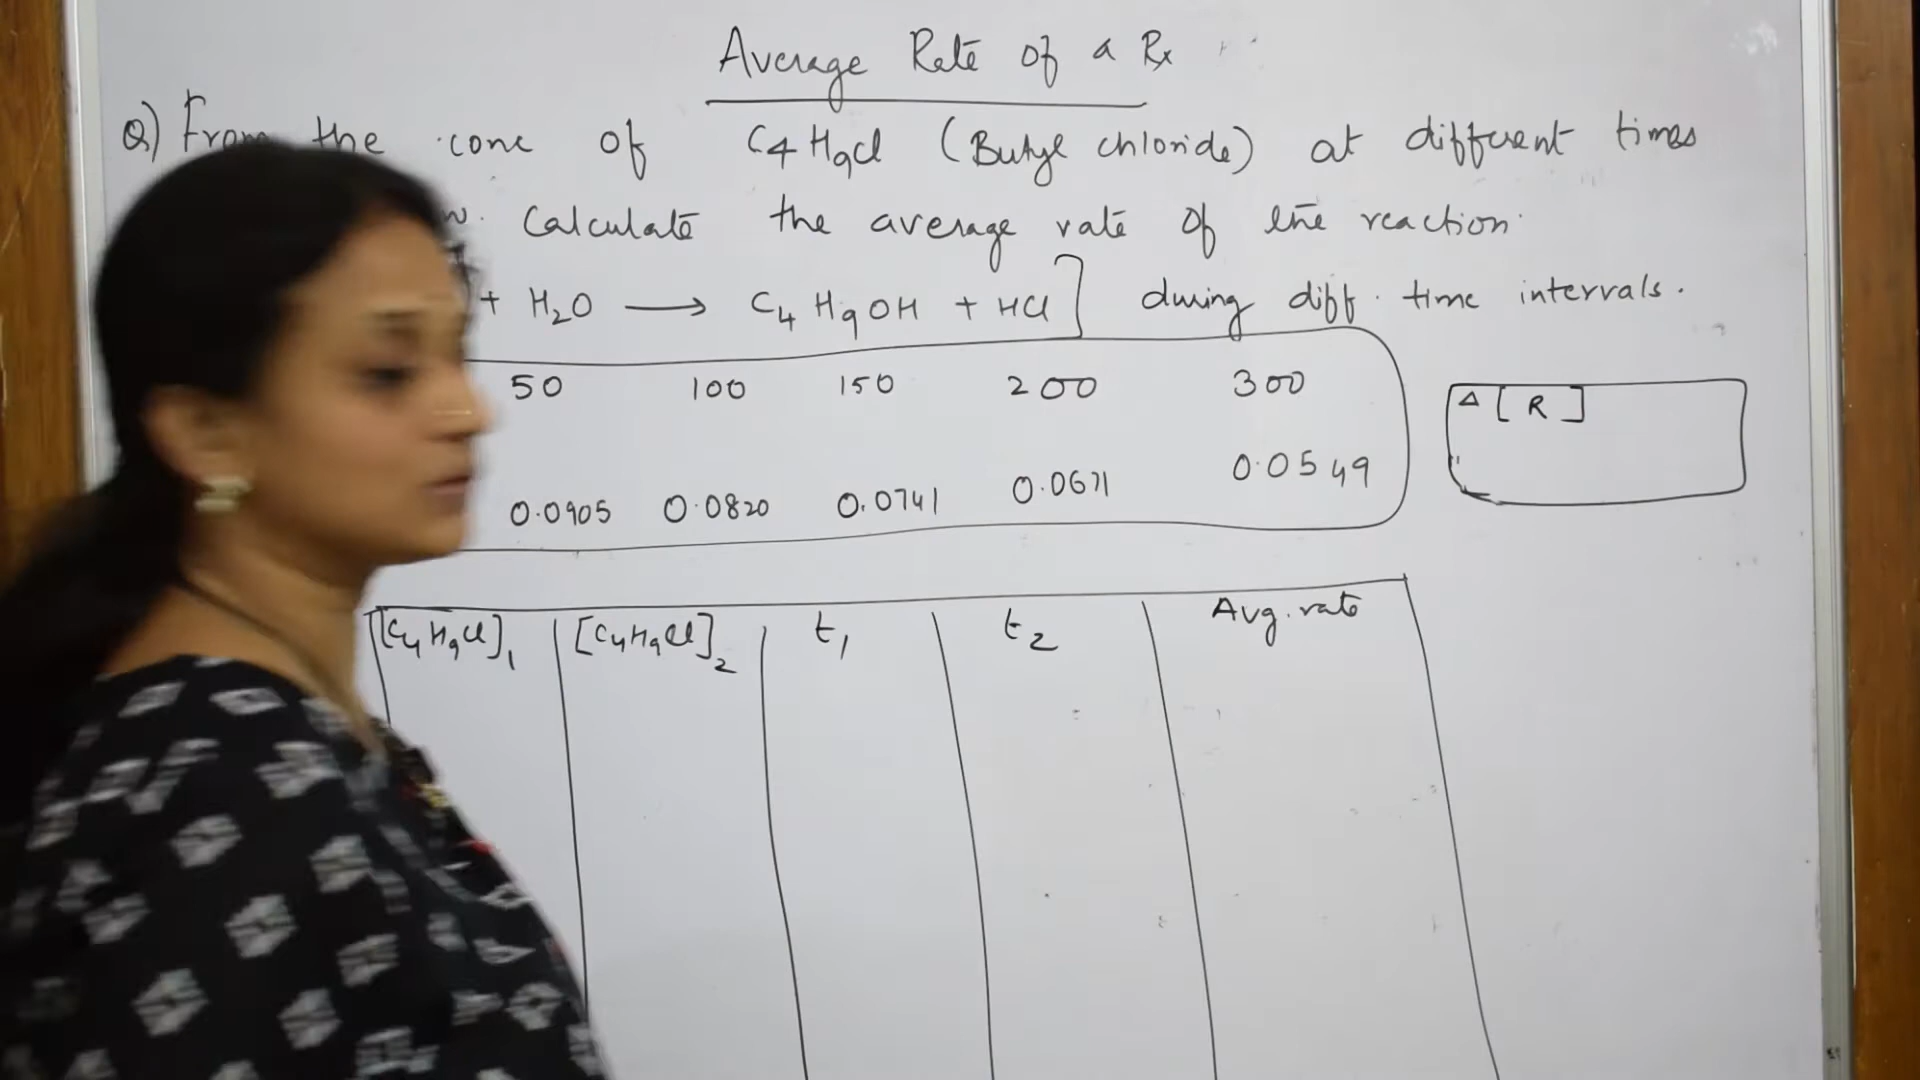 Average Rate of a Rx
Q) From the conc of C4H9Cl (Butyl chloride) at different times
Calculate the average rate of the reaction.
+ H2O → C4H9OH + HCl] during diff. time intervals.
50 100 150 200 300
Δ[R]
0.0905 0.0820 0.0741 0.0671 0.0549
[C4H9Cl]1 [C4H9Cl]2 t1 t2 Avg. rate